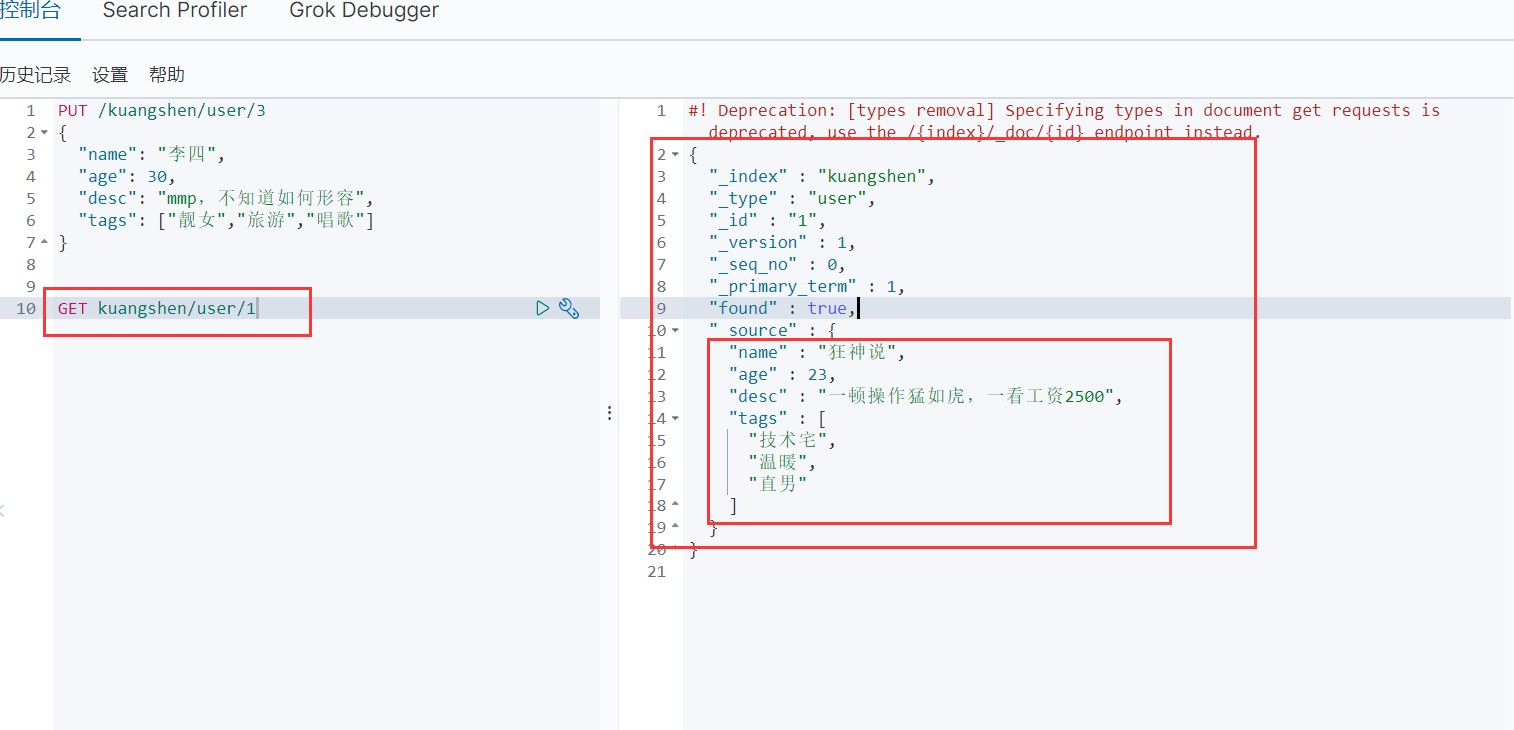 控制台 Search Profiler Grok Debugger
历史记录 设置 帮助
1 PUT /kuangshen/user/3
2 {
3 "name": "李四",
4 "age": 30,
5 "desc": "mmp，不知道如何形容",
6 "tags": ["靓女","旅游","唱歌"]
7 }
8
9
10 GET kuangshen/user/1
1 #! Deprecation: [types removal] Specifying types in document get requests is
deprecated, use the /{index}/_doc/{id} endpoint instead.
2 {
3 "_index" : "kuangshen",
4 "_type" : "user",
5 "_id" : "1",
6 "_version" : 1,
7 "_seq_no" : 0,
8 "_primary_term" : 1,
9 "found" : true,
10 "_source" : {
11 "name" : "狂神说",
12 "age" : 23,
13 "desc" : "一顿操作猛如虎，一看工资2500",
14 "tags" : [
15 "技术宅",
16 "温暖",
17 "直男"
18 ]
19 }
20 }
21